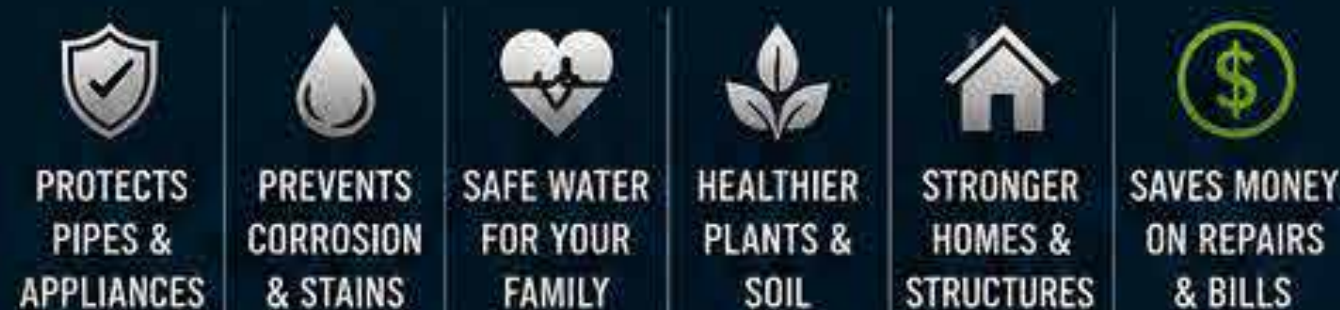 PROTECTS
PIPES &
APPLIANCES
PREVENTS
CORROSION
& STAINS
SAFE WATER
FOR YOUR
FAMILY
HEALTHIER
PLANTS &
SOIL
STRONGER
HOMES &
STRUCTURES
$
SAVES MONEY
ON REPAIRS
& BILLS